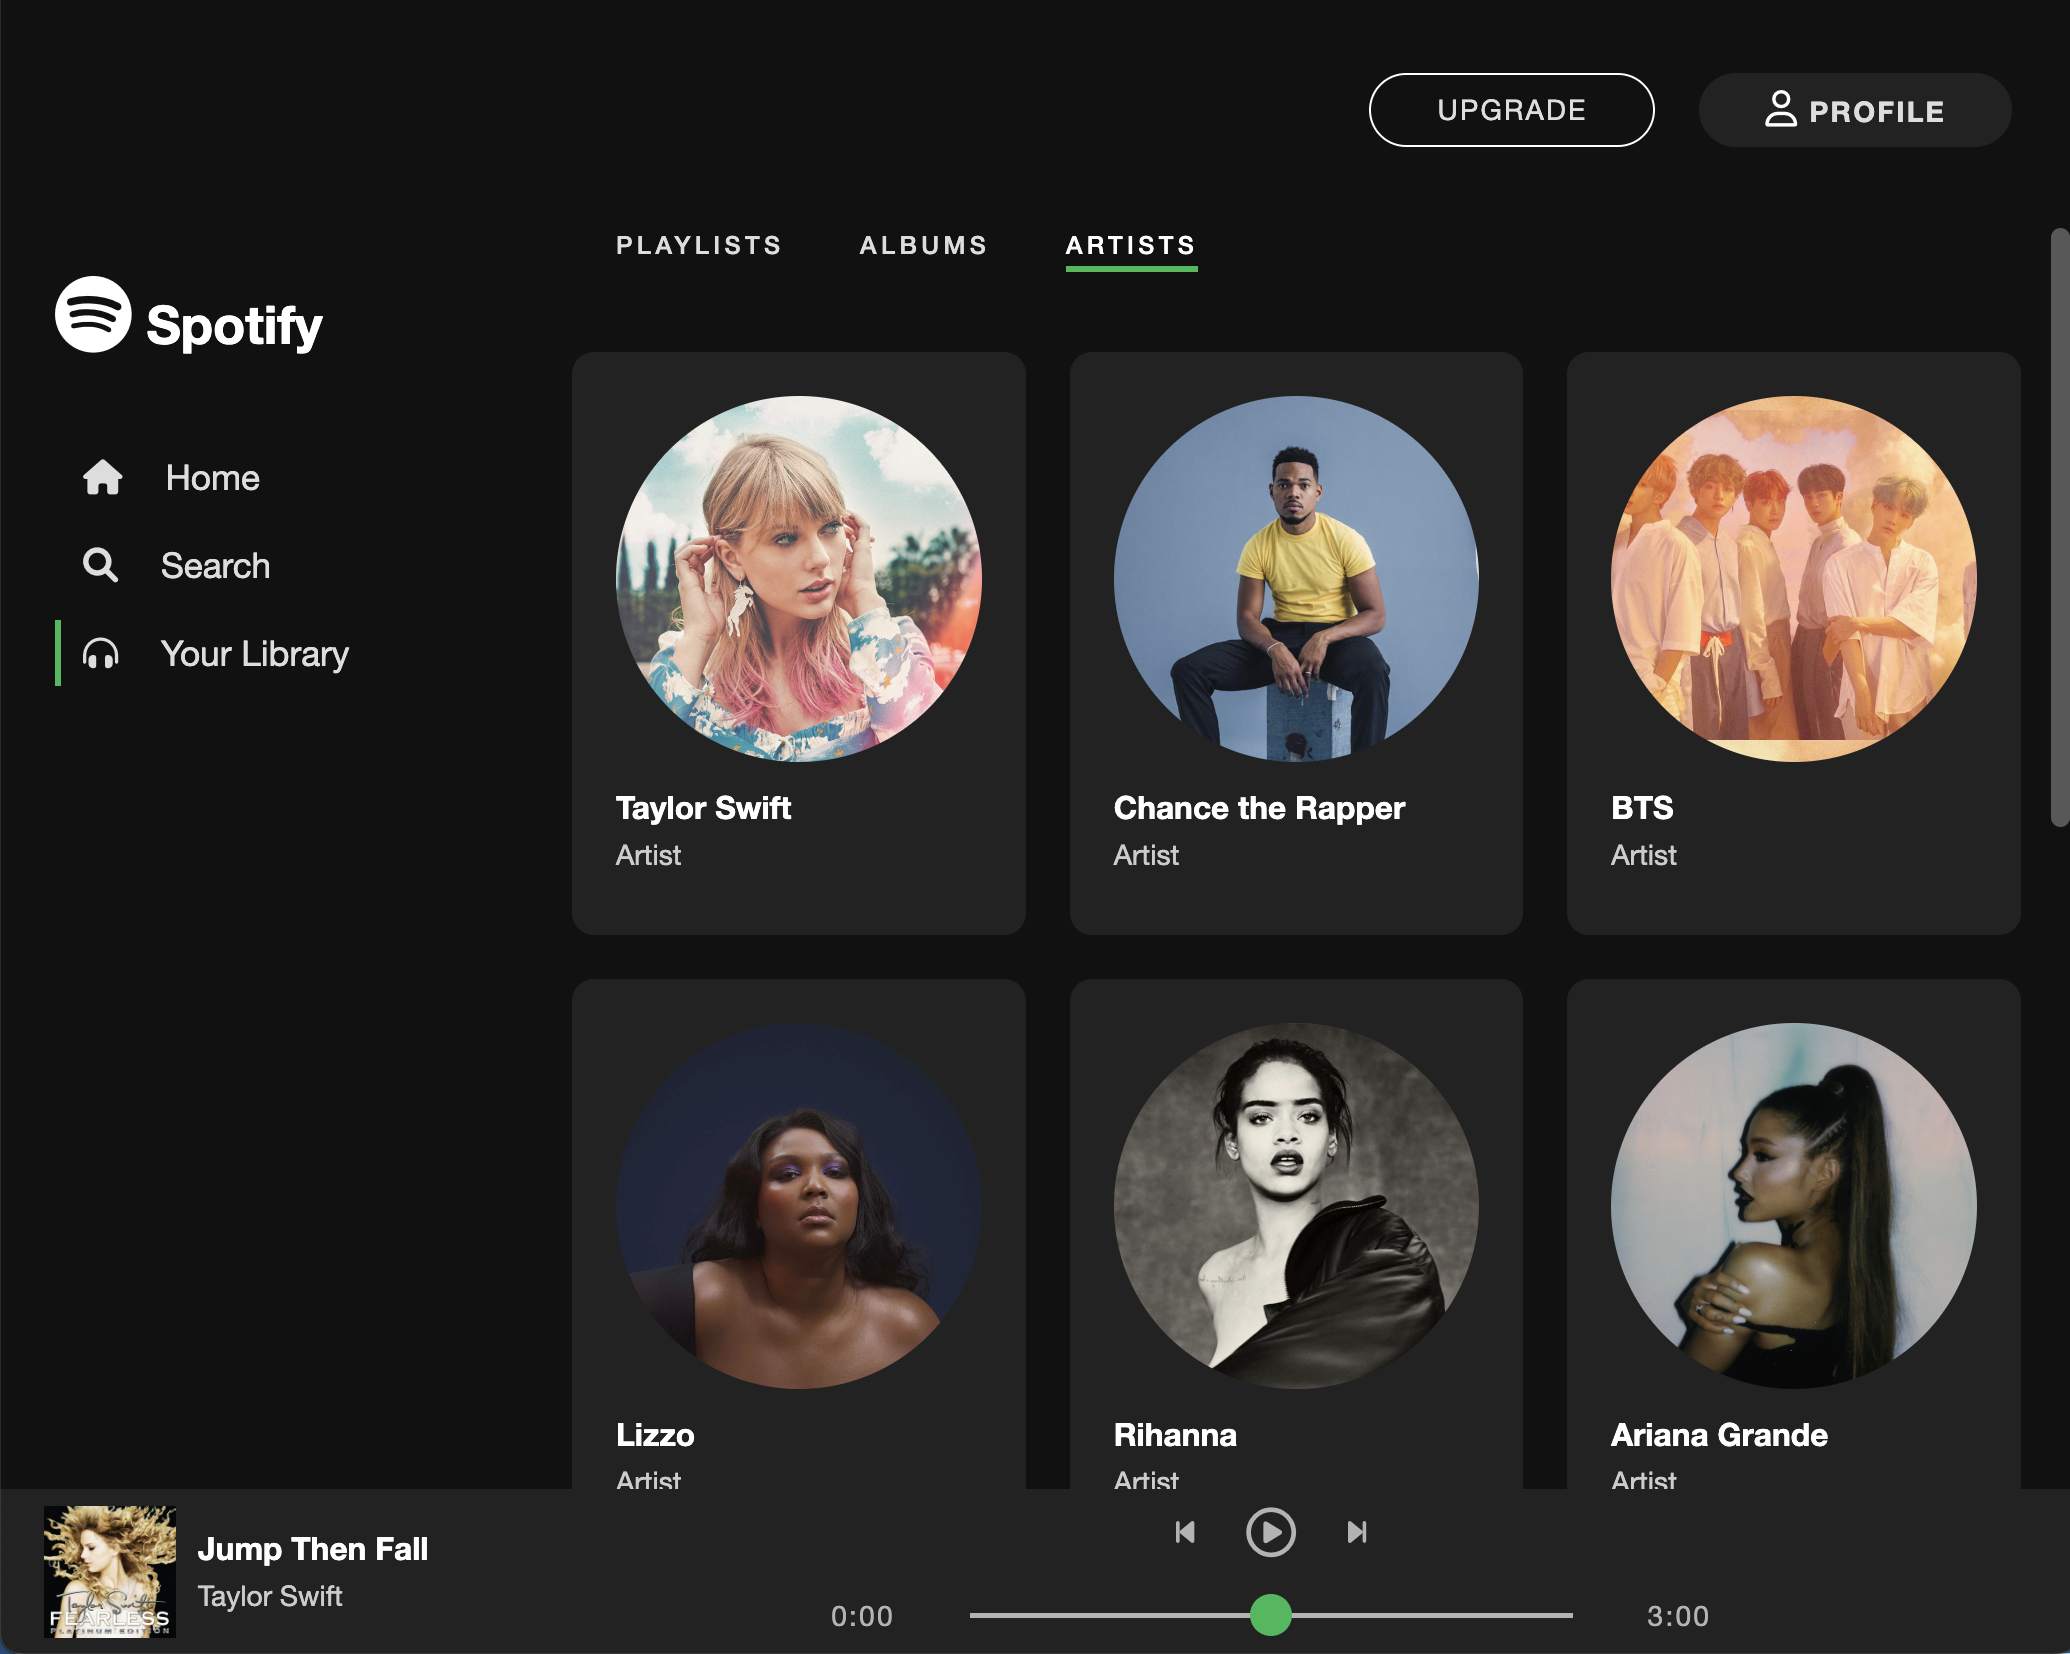 UPGRADE
PROFILE
PLAYLISTS
ALBUMS
ARTISTS
Spotify
Home
Search
Your Library
Taylor Swift
Artist
Chance the Rapper
Artist
BTS
Artist
Lizzo
Artist
Rihanna
Artist
Ariana Grande
Artist
Taylor Swift
FEARLESS
PLATINUM EDITION
Jump Then Fall
Taylor Swift
0:00
3:00